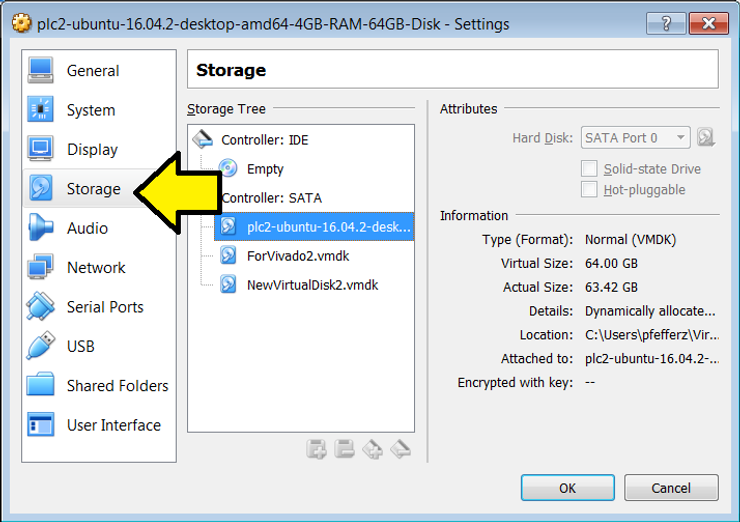 plc2-ubuntu-16.04.2-desktop-amd64-4GB-RAM-64GB-Disk - Settings
General
System
Display
Storage
Audio
Network
Serial Ports
USB
Shared Folders
User Interface
Storage
Storage Tree
Controller: IDE
Empty
Controller: SATA
plc2-ubuntu-16.04.2-desk...
ForVivado2.vmdk
NewVirtualDisk2.vmdk
Attributes
Hard Disk: SATA Port 0
Solid-state Drive
Hot-pluggable
Information
Type (Format): Normal (VMDK)
Virtual Size: 64.00 GB
Actual Size: 63.42 GB
Details: Dynamically allocate...
Location: C:\Users\pfefferz\Vir...
Attached to: plc2-ubuntu-16.04.2-...
Encrypted with key: --
OK
Cancel